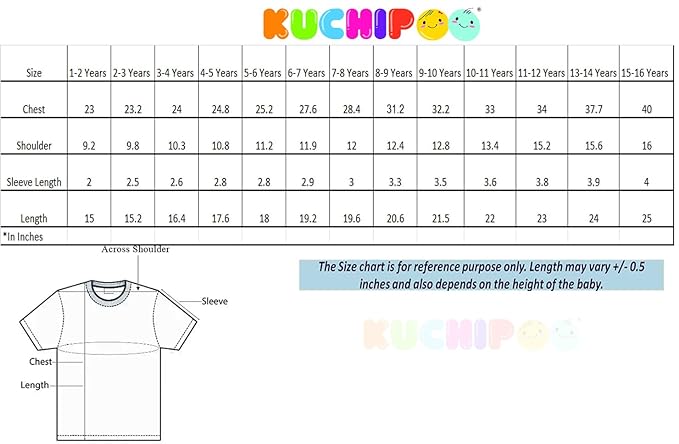 KUCHIPOO
Size 1-2 Years 2-3 Years 3-4 Years 4-5 Years 5-6 Years 6-7 Years 7-8 Years 8-9 Years 9-10 Years 10-11 Years 11-12 Years 13-14 Years 15-16 Years
Chest 23 23.2 24 24.8 25.2 27.6 28.4 31.2 32.2 33 34 37.7 40
Shoulder 9.2 9.8 10.3 10.8 11.2 11.9 12 12.4 12.8 13.4 15.2 15.6 16
Sleeve Length 2 2.5 2.6 2.8 2.8 2.9 3 3.3 3.5 3.6 3.8 3.9 4
Length 15 15.2 16.4 17.6 18 19.2 19.6 20.6 21.5 22 23 24 25
*In Inches
Across Shoulder
Sleeve
Chest
Length
The Size chart is for reference purpose only. Length may vary +/- 0.5
inches and also depends on the height of the baby.
KUCHIPOO